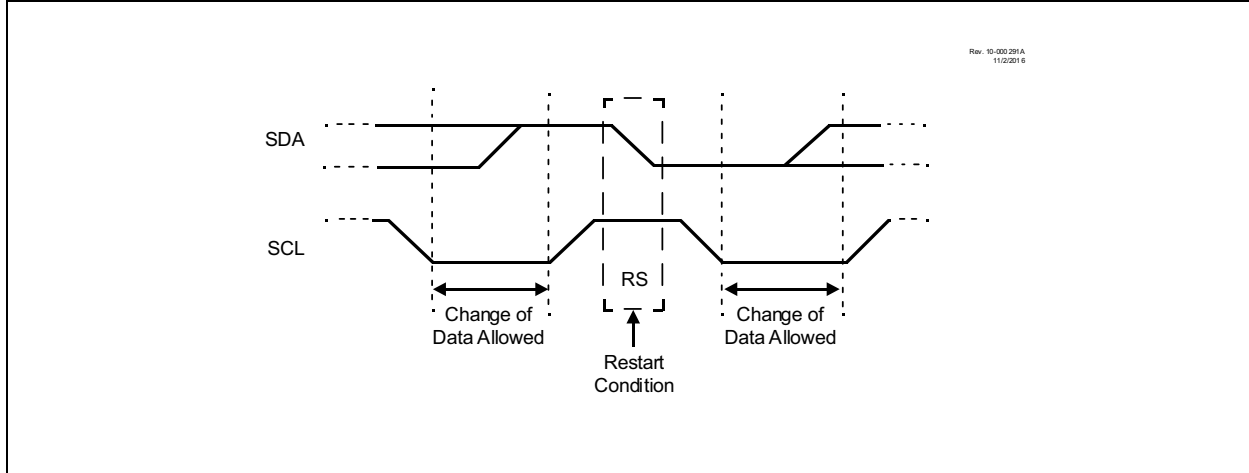 Rev. 10-000 291A
11/2/2016
SDA
SCL
RS
Change of
Data Allowed
Change of
Data Allowed
Restart
Condition